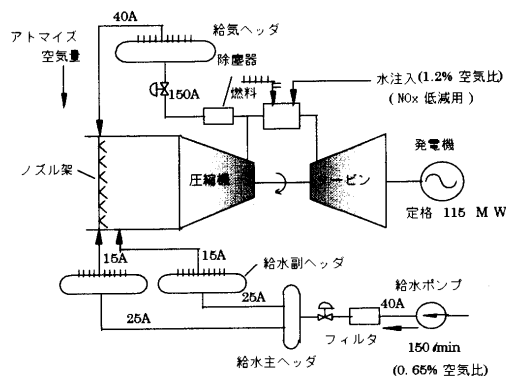 40A
給気ヘッダ
アトマイズ
空気量
除塵器
150A
燃料
水注入 (1.2% 空気比)
(NOx 低減用)
ノズル架
圧縮機
タービン
発電機
定格 115 MW
15A
15A
給水副ヘッダ
25A
25A
給水主ヘッダ
フィルタ
40A
給水ポンプ
150ℓ/min
(0.65% 空気比)